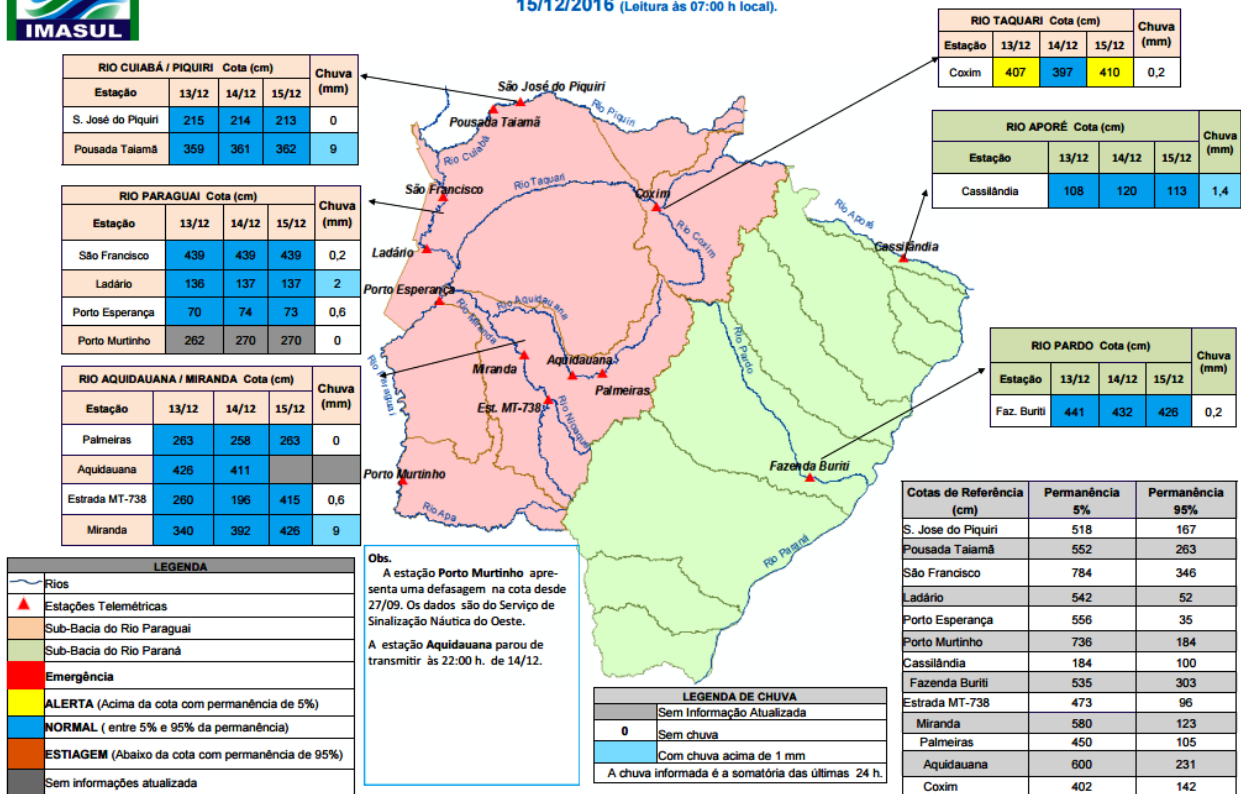 IMASUL
15/12/2016 (Leitura às 07:00 h local).
RIO CUIABÁ / PIQUIRI Cota (cm) Chuva (mm)
Estação 13/12 14/12 15/12
S. José do Piquiri 215 214 213 0
Pousada Taiamã 359 361 362 9
RIO PARAGUAI Cota (cm) Chuva (mm)
Estação 13/12 14/12 15/12
São Francisco 439 439 439 0,2
Ladário 136 137 137 2
Porto Esperança 70 74 73 0,6
Porto Murtinho 262 270 270 0
RIO AQUIDAUANA / MIRANDA Cota (cm) Chuva (mm)
Estação 13/12 14/12 15/12
Palmeiras 263 258 263 0
Aquidauana 426 411
Estrada MT-738 260 196 415 0,6
Miranda 340 392 426 9
RIO TAQUARI Cota (cm) Chuva (mm)
Estação 13/12 14/12 15/12
Coxim 407 397 410 0,2
RIO APORÉ Cota (cm) Chuva (mm)
Estação 13/12 14/12 15/12
Cassilândia 108 120 113 1,4
RIO PARDO Cota (cm) Chuva (mm)
Estação 13/12 14/12 15/12
Faz. Buriti 441 432 426 0,2
São José do Piquiri
Pousada Taiamã
Rio Piquiri
Rio Cuiabá
São Francisco
Rio Taquari
Coxim
Rio Coxim
Rio Aporé
Cassilândia
Ladário
Porto Esperança
Rio Aquidauana
Rio Miranda
Rio Pardo
Rio Paraguai
Miranda
Aquidauana
Palmeiras
Est. MT-738
Rio Nioaque
Porto Murtinho
Fazenda Buriti
Rio Apa
Rio Paraná
LEGENDA
Rios
Estações Telemétricas
Sub-Bacia do Rio Paraguai
Sub-Bacia do Rio Paraná
Emergência
ALERTA (Acima da cota com permanência de 5%)
NORMAL ( entre 5% e 95% da permanência)
ESTIAGEM (Abaixo da cota com permanência de 95%)
Sem informações atualizada
Obs.
A estação Porto Murtinho apre-
senta uma defasagem na cota desde
27/09. Os dados são do Serviço de
Sinalização Náutica do Oeste.
A estação Aquidauana parou de
transmitir às 22:00 h. de 14/12.
LEGENDA DE CHUVA
Sem Informação Atualizada
0 Sem chuva
Com chuva acima de 1 mm
A chuva informada é a somatória das últimas 24 h.
Cotas de Referência (cm) Permanência 5% Permanência 95%
S. Jose do Piquiri 518 167
Pousada Taiamã 552 263
São Francisco 784 346
Ladário 542 52
Porto Esperança 556 35
Porto Murtinho 736 184
Cassilândia 184 100
Fazenda Buriti 535 303
Estrada MT-738 473 96
Miranda 580 123
Palmeiras 450 105
Aquidauana 600 231
Coxim 402 142